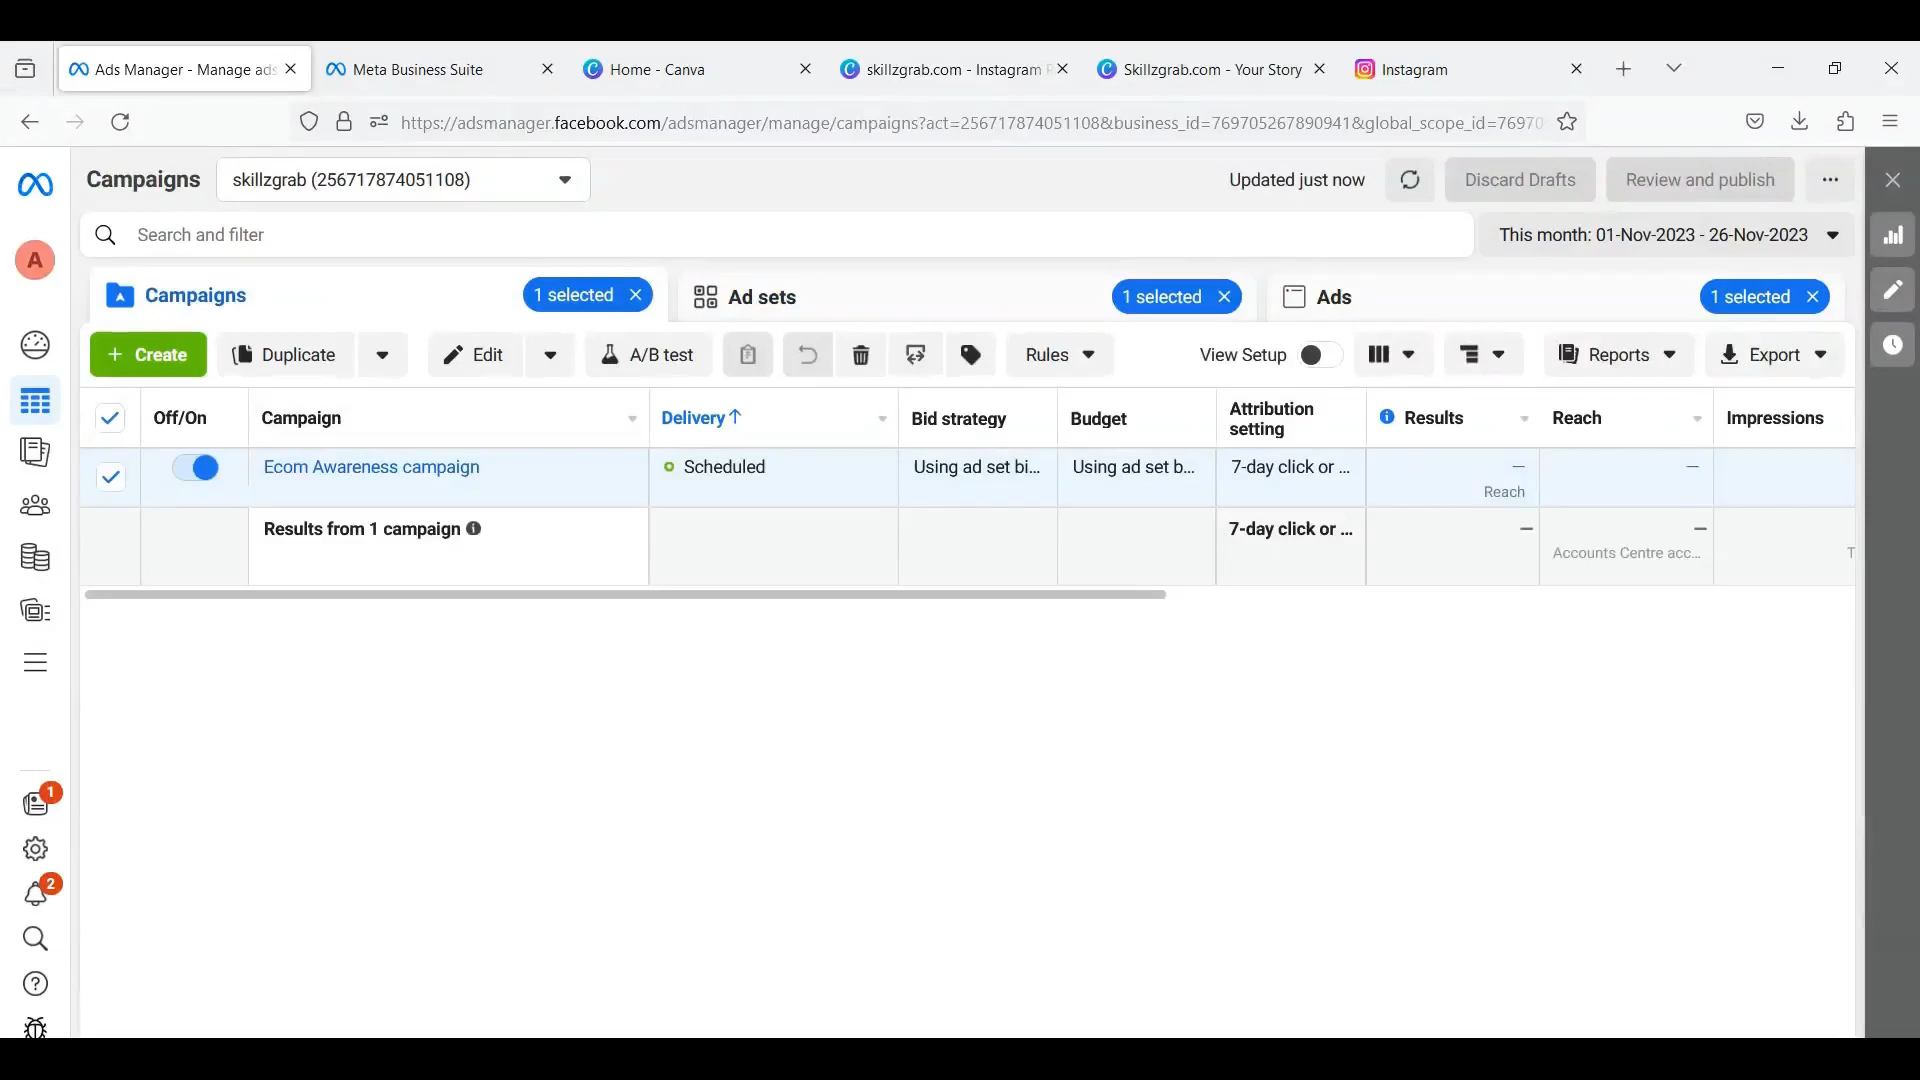 Ads Manager - Manage ads
Meta Business Suite
Home - Canva
skillzgrab.com - Instagram
Skillzgrab.com - Your Story
Instagram
https://adsmanager.facebook.com/adsmanager/manage/campaigns?act=256717874051108&business_id=769705267890941&global_scope_id=76970
Campaigns
skillzgrab (256717874051108)
Updated just now
Discard Drafts
Review and publish
Search and filter
This month: 01-Nov-2023 - 26-Nov-2023
A
Campaigns
1 selected
Ad sets
1 selected
Ads
1 selected
+ Create
Duplicate
Edit
A/B test
Rules
View Setup
Reports
Export
Off/On
Campaign
Delivery↑
Bid strategy
Budget
Attribution
setting
Results
Reach
Impressions
Ecom Awareness campaign
Scheduled
Using ad set bi...
Using ad set b...
7-day click or ...
—
Reach
—
Results from 1 campaign
7-day click or ...
—
—
Accounts Centre acc...
T
1
2